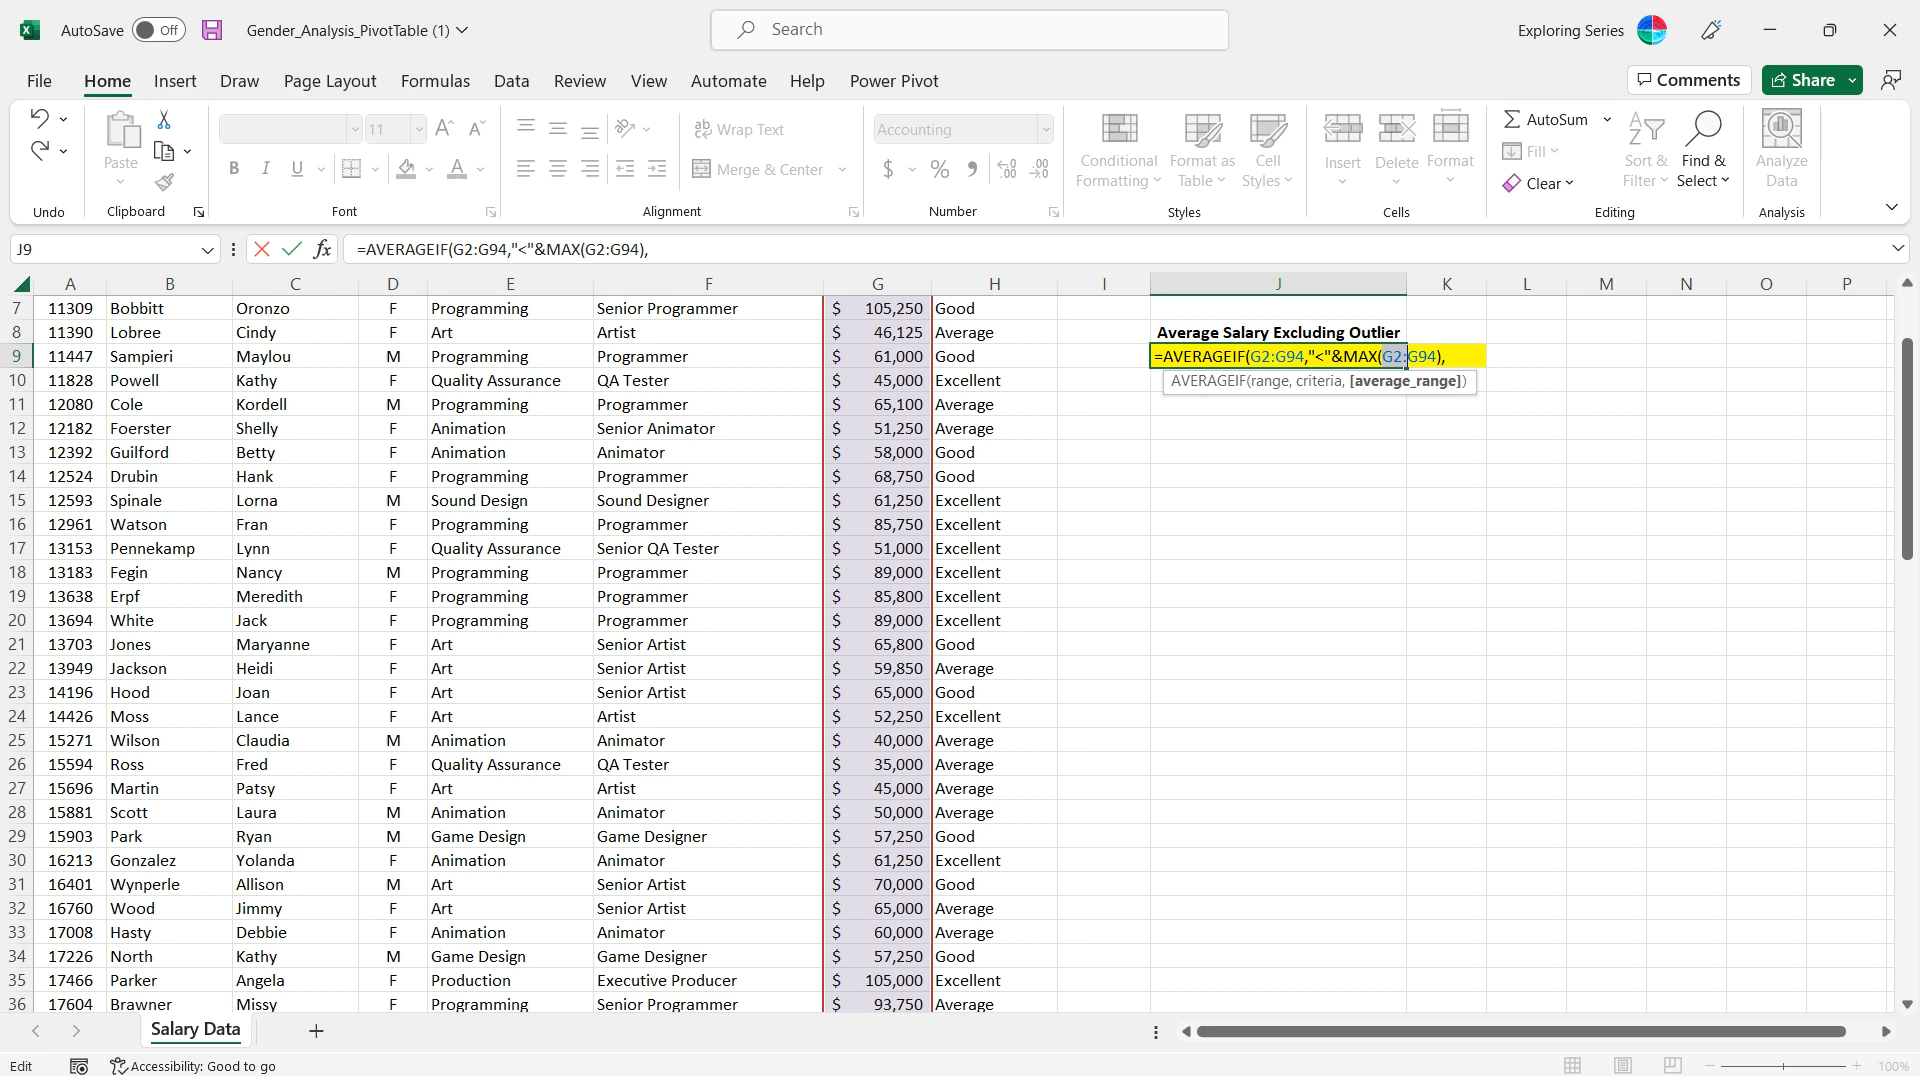 AutoSave Off Gender_Analysis_PivotTable (1) Search Exploring Series
File Home Insert Draw Page Layout Formulas Data Review View Automate Help Power Pivot Comments Share
Undo
Paste
Clipboard
11
B I U
Font
Wrap Text
Merge & Center
Alignment
Accounting
$ % ,
Number
Conditional Formatting
Format as Table
Cell Styles
Styles
Insert Delete Format
Cells
AutoSum
Fill
Clear
Sort & Filter
Find & Select
Editing
Analyze Data
Analysis
J9 fx =AVERAGEIF(G2:G94,"<"&MAX(G2:G94),
A B C D E F G H I J K L M N O P
7 11309 Bobbitt Oronzo F Programming Senior Programmer $ 105,250 Good
8 11390 Lobree Cindy F Art Artist $ 46,125 Average Average Salary Excluding Outlier
9 11447 Sampieri Maylou M Programming Programmer $ 61,000 Good =AVERAGEIF(G2:G94,"<"&MAX(G2:G94),
10 11828 Powell Kathy F Quality Assurance QA Tester $ 45,000 Excellent AVERAGEIF(range, criteria, [average_range])
11 12080 Cole Kordell M Programming Programmer $ 65,100 Average
12 12182 Foerster Shelly F Animation Senior Animator $ 51,250 Average
13 12392 Guilford Betty F Animation Animator $ 58,000 Good
14 12524 Drubin Hank F Programming Programmer $ 68,750 Good
15 12593 Spinale Lorna M Sound Design Sound Designer $ 61,250 Excellent
16 12961 Watson Fran F Programming Programmer $ 85,750 Excellent
17 13153 Pennekamp Lynn F Quality Assurance Senior QA Tester $ 51,000 Excellent
18 13183 Fegin Nancy M Programming Programmer $ 89,000 Excellent
19 13638 Erpf Meredith F Programming Programmer $ 85,800 Excellent
20 13694 White Jack F Programming Programmer $ 89,000 Excellent
21 13703 Jones Maryanne F Art Senior Artist $ 65,800 Good
22 13949 Jackson Heidi F Art Senior Artist $ 59,850 Average
23 14196 Hood Joan F Art Senior Artist $ 65,000 Good
24 14426 Moss Lance F Art Artist $ 52,250 Excellent
25 15271 Wilson Claudia M Animation Animator $ 40,000 Average
26 15594 Ross Fred F Quality Assurance QA Tester $ 35,000 Average
27 15696 Martin Patsy F Art Artist $ 45,000 Average
28 15881 Scott Laura M Animation Animator $ 50,000 Average
29 15903 Park Ryan M Game Design Game Designer $ 57,250 Good
30 16213 Gonzalez Yolanda F Animation Animator $ 61,250 Excellent
31 16401 Wynperle Allison M Art Senior Artist $ 70,000 Good
32 16760 Wood Jimmy F Art Senior Artist $ 65,000 Average
33 17008 Hasty Debbie F Animation Animator $ 60,000 Average
34 17226 North Kathy M Game Design Game Designer $ 57,250 Good
35 17466 Parker Angela F Production Executive Producer $ 105,000 Excellent
36 17604 Brawner Missy F Programming Senior Programmer $ 93,750 Average
Salary Data
Edit Accessibility: Good to go 100%